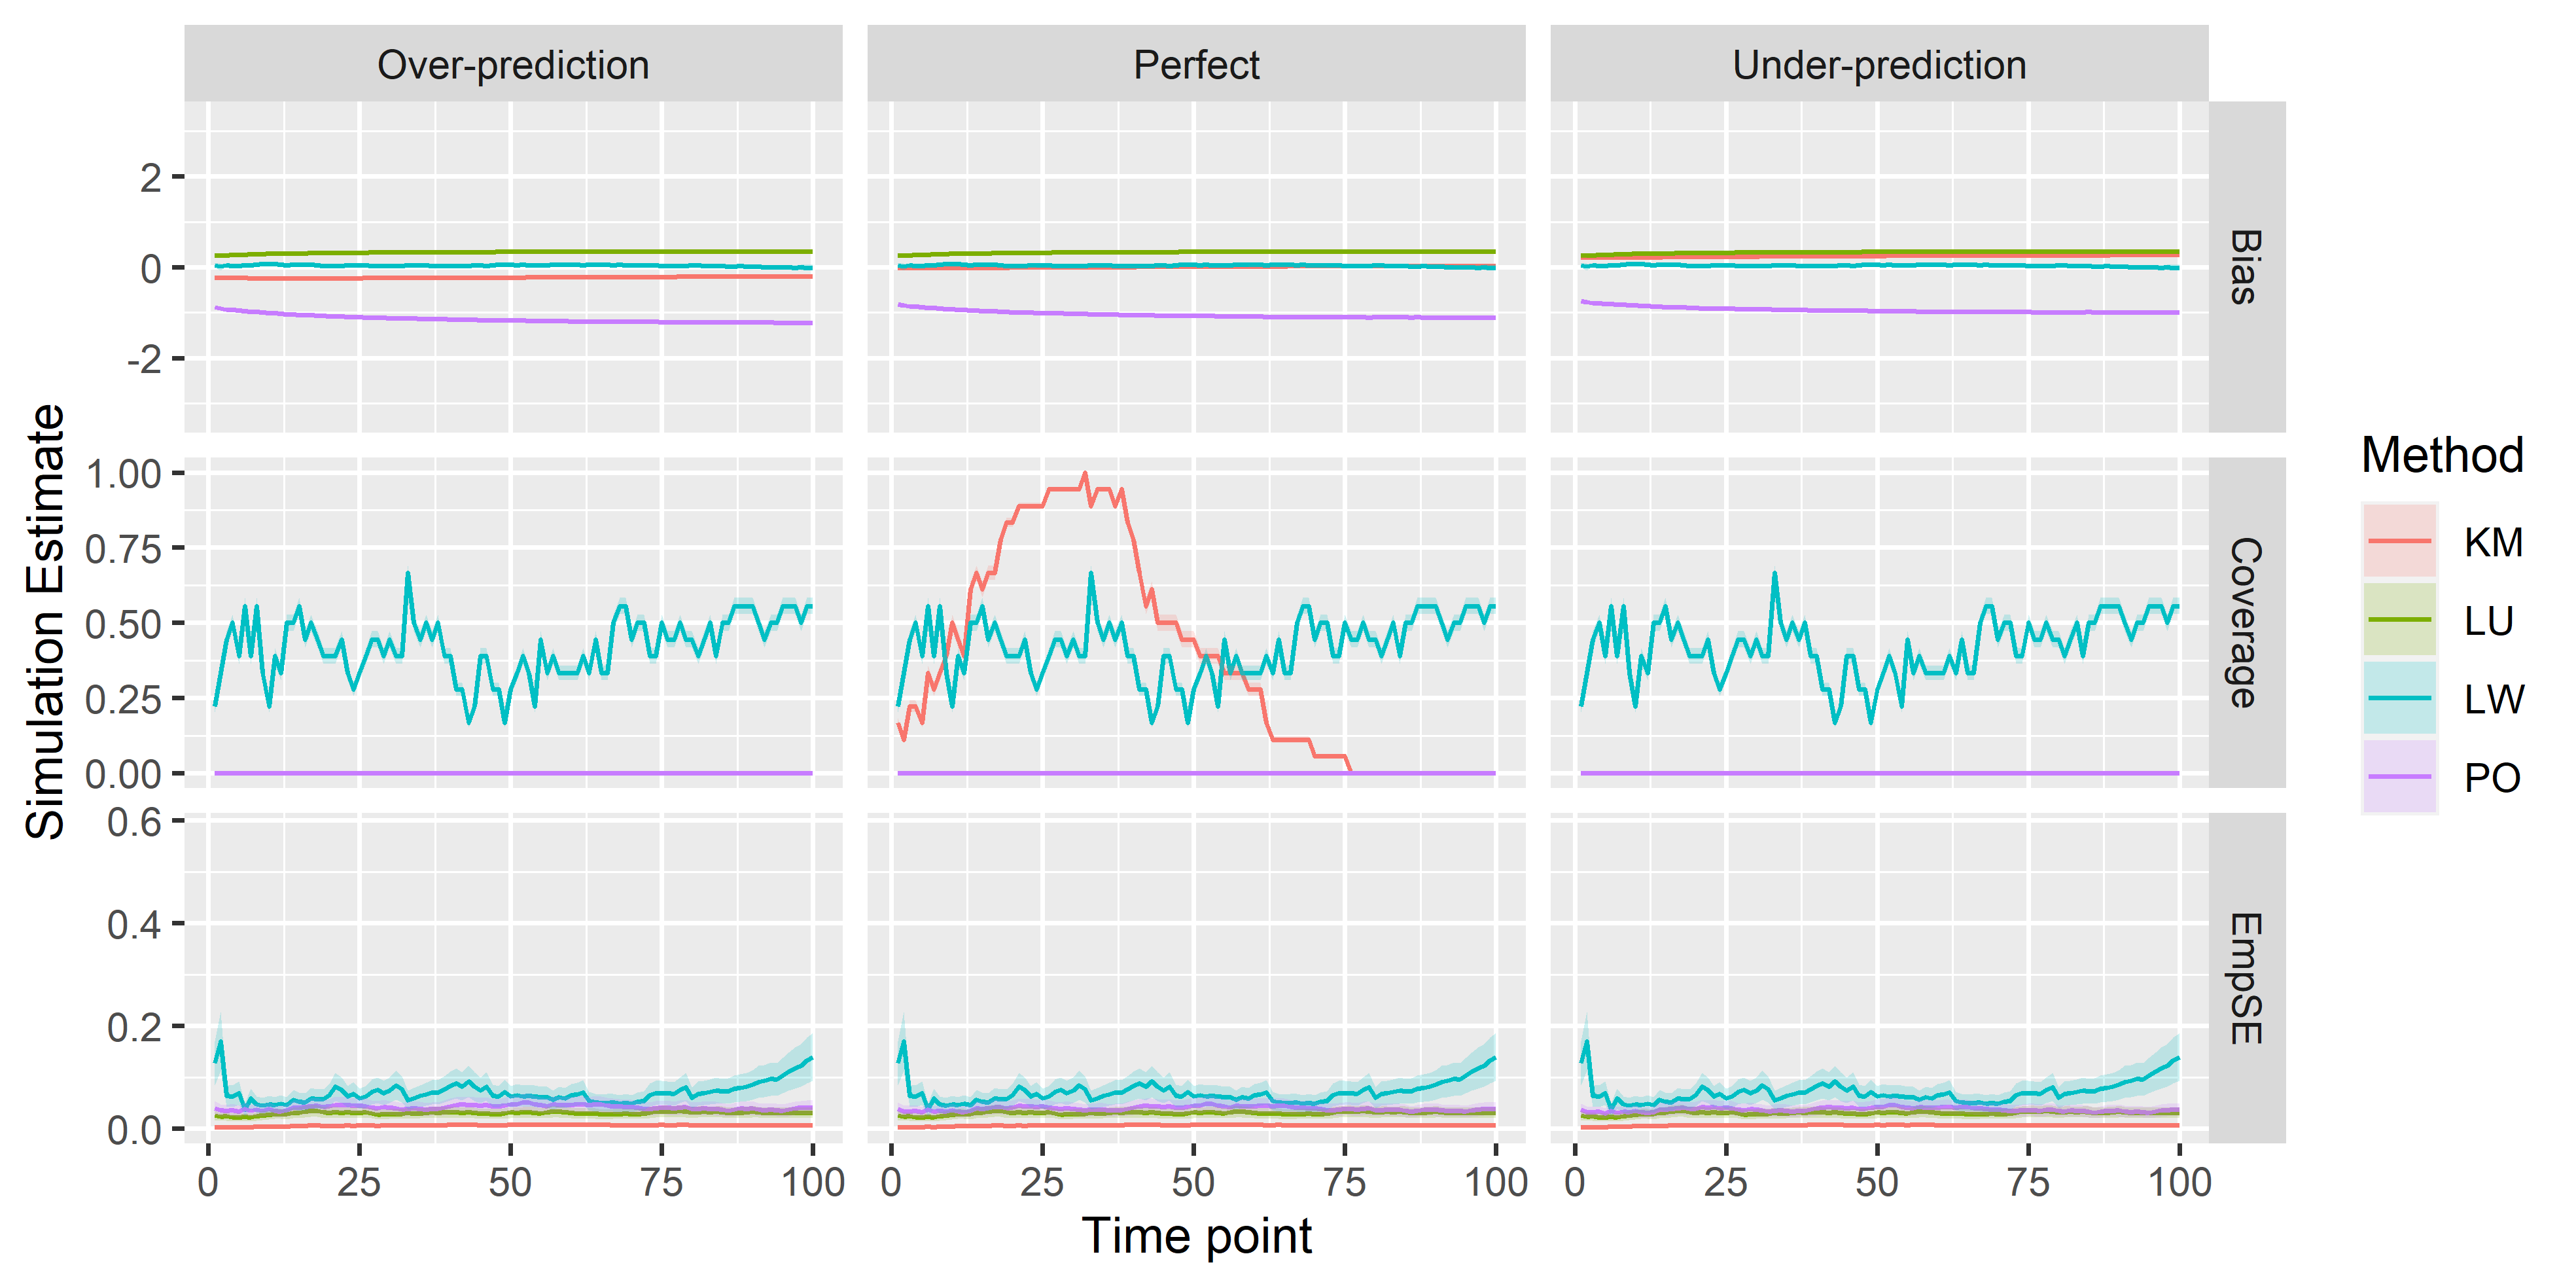 Over-prediction
Perfect
Under-prediction
Simulation Estimate
2
0
-2
Bias
1.00
0.75
0.50
0.25
0.00
Coverage
0.6
0.4
0.2
0.0
EmpSE
0 25 50 75 100
0 25 50 75 100
0 25 50 75 100
Time point
Method
KM
LU
LW
PO